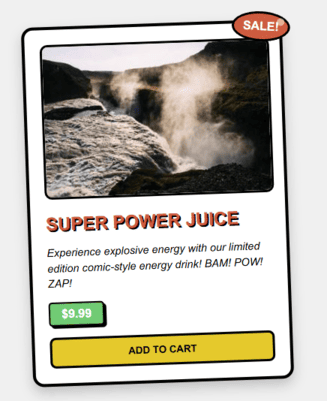 SALE!
SUPER POWER JUICE
Experience explosive energy with our limited
edition comic-style energy drink! BAM! POW!
ZAP!
$9.99
ADD TO CART